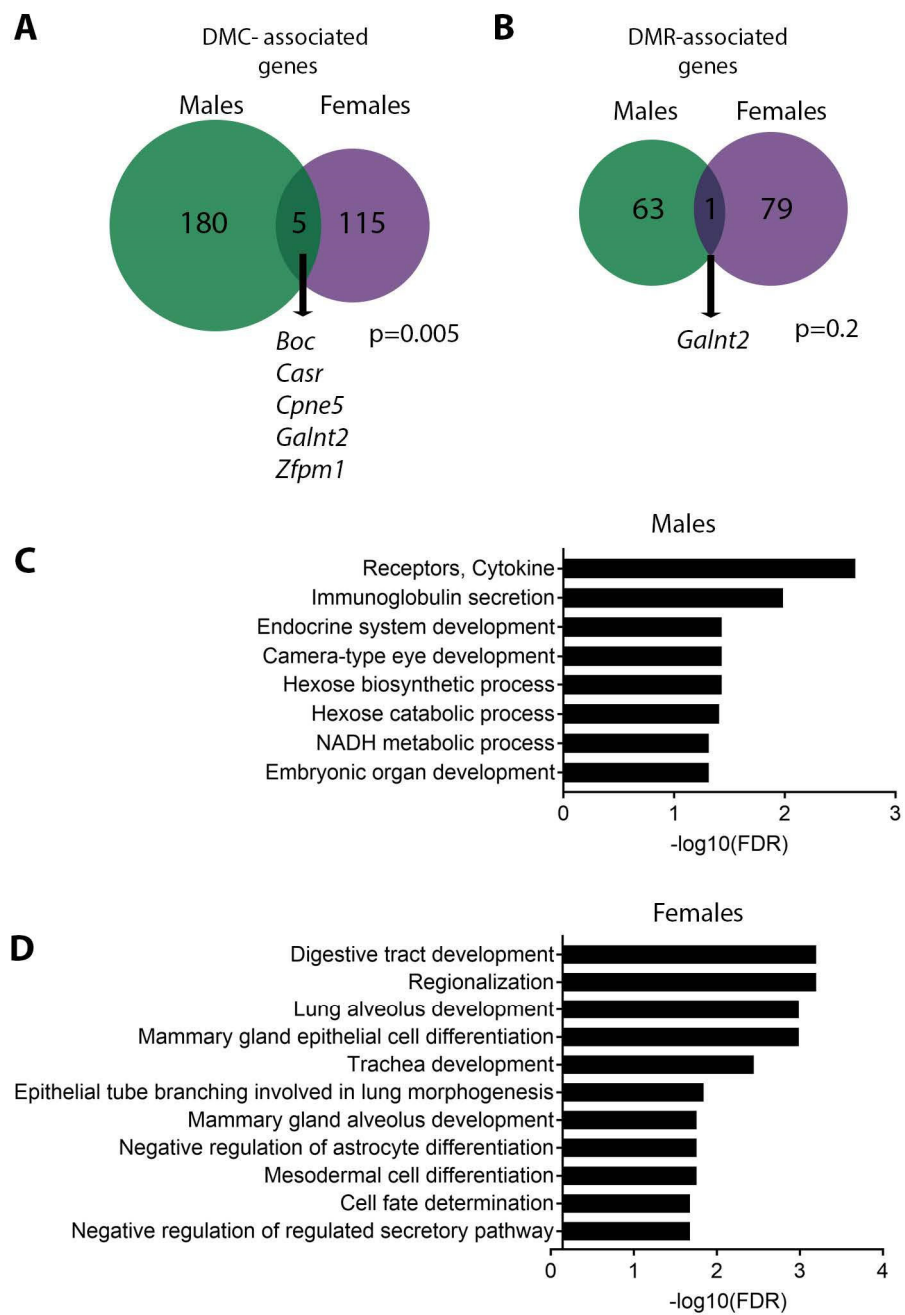 A
DMC- associated
genes
Males
Females
180
5
115
p=0.005
Boc
Casr
Cpne5
Galnt2
Zfpm1
B
DMR-associated
genes
Males
Females
63
1
79
Galnt2
p=0.2
C
Males
Receptors, Cytokine
Immunoglobulin secretion
Endocrine system development
Camera-type eye development
Hexose biosynthetic process
Hexose catabolic process
NADH metabolic process
Embryonic organ development
0 1 2 3
-log10(FDR)
D
Females
Digestive tract development
Regionalization
Lung alveolus development
Mammary gland epithelial cell differentiation
Trachea development
Epithelial tube branching involved in lung morphogenesis
Mammary gland alveolus development
Negative regulation of astrocyte differentiation
Mesodermal cell differentiation
Cell fate determination
Negative regulation of regulated secretory pathway
0 1 2 3 4
-log10(FDR)